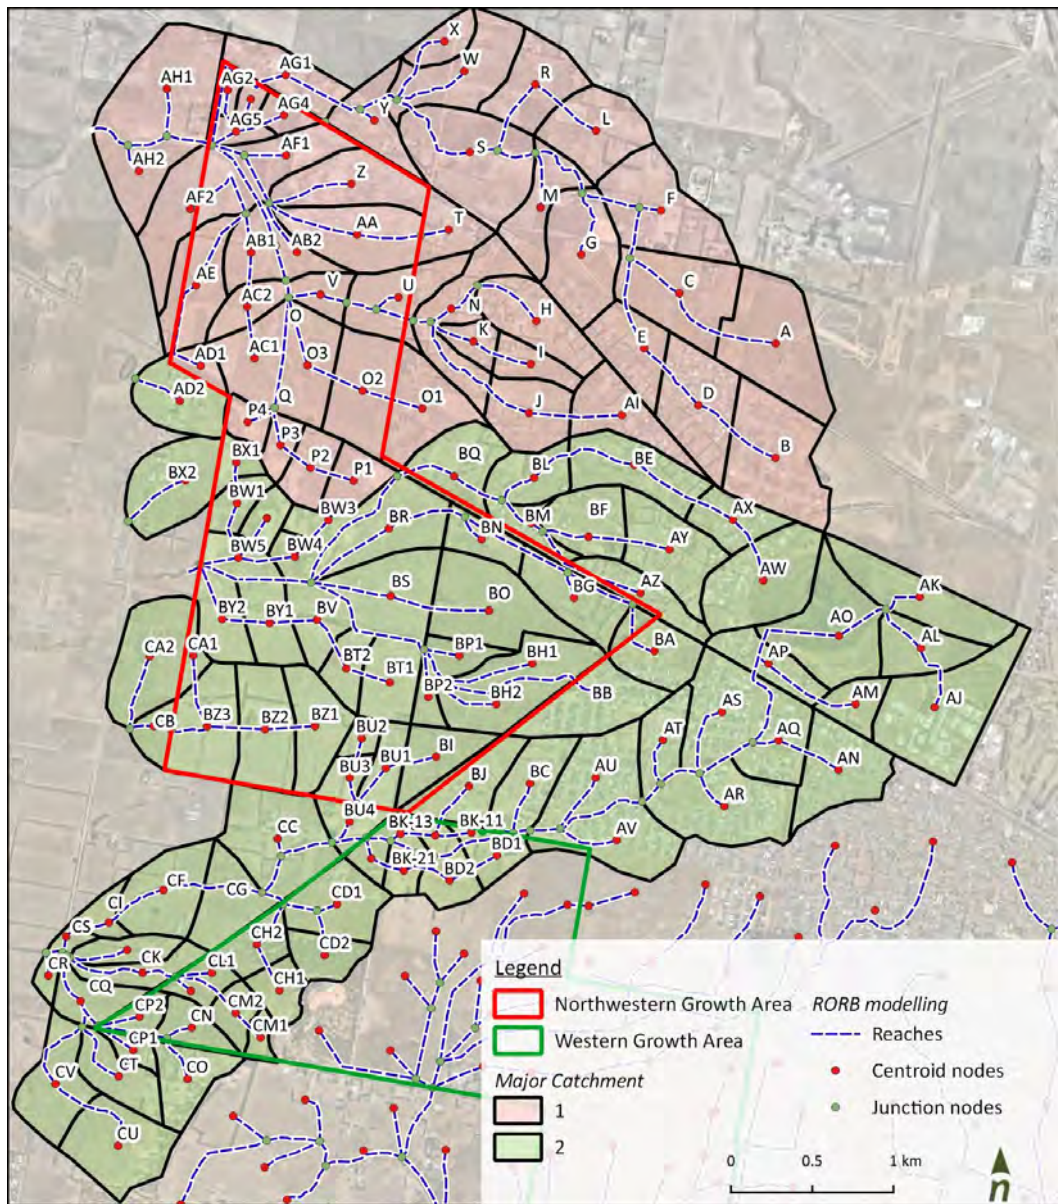 X
W
R
L
AH1
AG2
AG1
Y
AG4
AG5
AH2
AF1
S
Z
M
F
AF2
G
AA
T
AB1
AB2
AE
V
U
C
AC2
O
N
H
A
K
E
I
AC1
O3
AD1
O2
D
AD2
Q
O1
J
AI
P4
P3
B
BX1
P2
BQ
BL
BE
BX2
P1
BW1
BW3
BR
BM
BF
AX
BN
BW5
BW4
AY
BG
AZ
AW
AK
BS
BO
BY2
BY1
BV
AO
AL
CA2
CA1
BP1
BH1
BA
AP
BT2
BT1
BP2
BH2
BB
AM
AJ
AS
CB
BZ3
BZ2
BZ1
BU2
AT
AQ
BU1
BI
AN
BU3
BJ
BC
AU
BU4
AR
BK-13
BK-11
AV
CC
BD1
BK-21
BD2
CF
CG
CD1
CI
CS
CH2
CD2
CR
CK
CL1
CQ
CH1
CP2
CM2
CN
CM1
CP1
CT
CO
CV
CU
Legend
Northwestern Growth Area
Western Growth Area
Major Catchment
1
2
RORB modelling
Reaches
Centroid nodes
Junction nodes
0 0.5 1 km
n